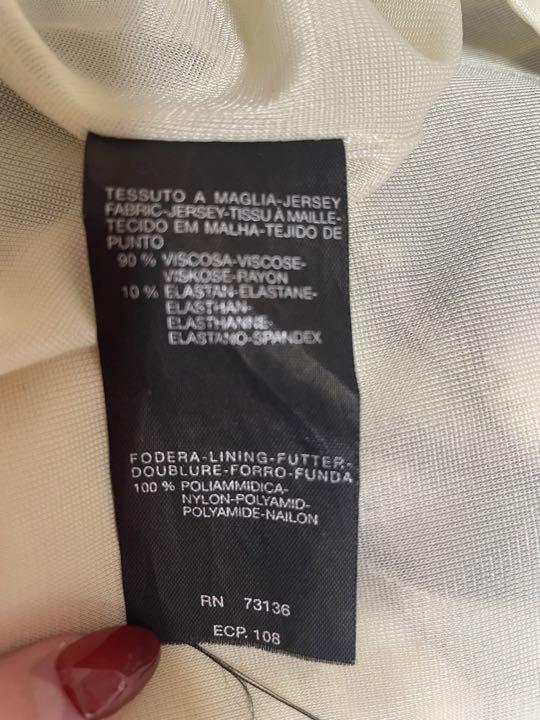 TESSUTO A MAGLIA-JERSEY
FABRIC-JERSEY-TISSU À MAILLE-
TECIDO EM MALHA-TEJIDO DE
PUNTO
90 % VISCOSA-VISCOSE-
VISKOSE-RAYON
10 % ELASTAN-ELASTANE-
ELASTHAN-
ELASTHANNE-
ELASTANO-SPANDEX
FODERA-LINING-FUTTER-
DOUBLURE-FORRO-FUNDA
100 % POLIAMMIDICA-
NYLON-POLYAMID-
POLYAMIDE-NAILON
RN 73136
ECP. 108